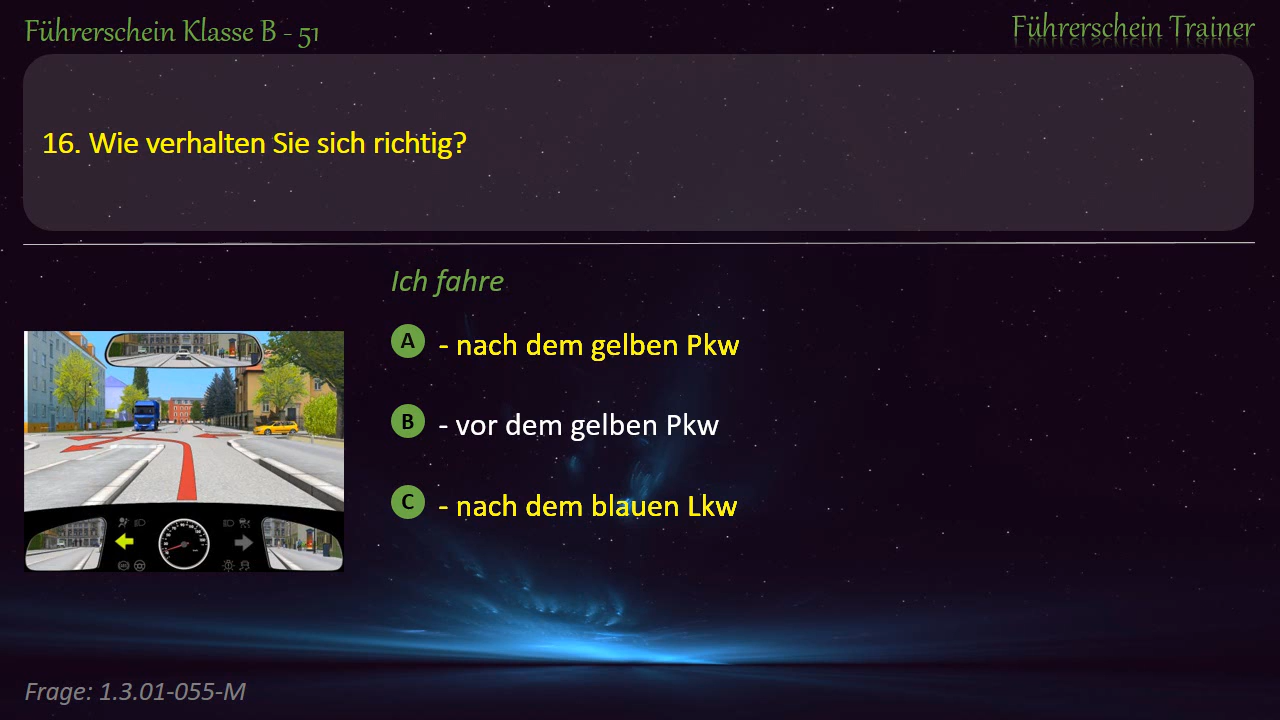 Führerschein Klasse B - 51
Führerschein Trainer
16. Wie verhalten Sie sich richtig?
Ich fahre
A - nach dem gelben Pkw
B - vor dem gelben Pkw
C - nach dem blauen Lkw
Frage: 1.3.01-055-M